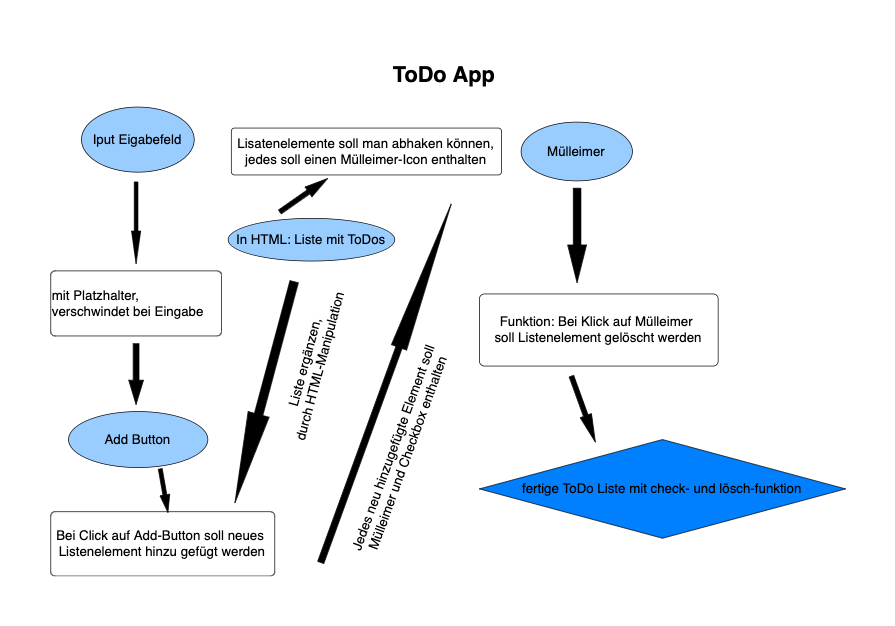 ToDo App
Iput Eigabefeld
mit Platzhalter,
verschwindet bei Eingabe
Add Button
Bei Click auf Add-Button soll neues
Listenelement hinzu gefügt werden
Lisatenelemente soll man abhaken können,
jedes soll einen Mülleimer-Icon enthalten
In HTML: Liste mit ToDos
Liste ergänzen,
durch HTML-Manipulation
Jedes neu hinzugefügte Element soll
Mülleimer und Checkbox enthalten
Mülleimer
Funktion: Bei Klick auf Mülleimer
soll Listenelement gelöscht werden
fertige ToDo Liste mit check- und lösch-funktion